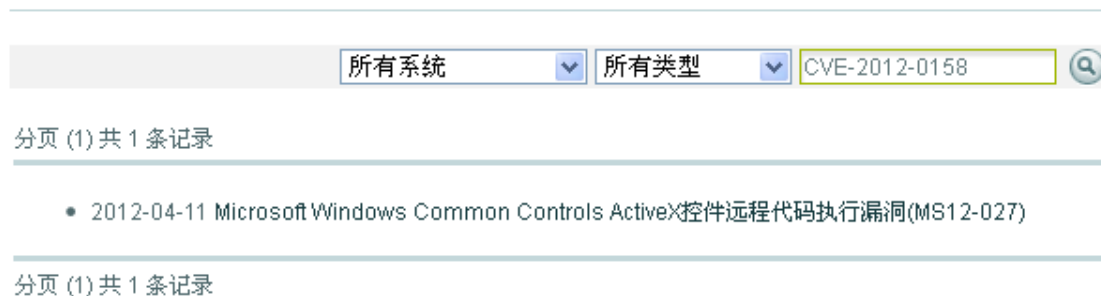 所有系统 所有类型 CVE-2012-0158
分页 (1) 共 1 条记录
2012-04-11 Microsoft Windows Common Controls ActiveX控件远程代码执行漏洞(MS12-027)
分页 (1) 共 1 条记录